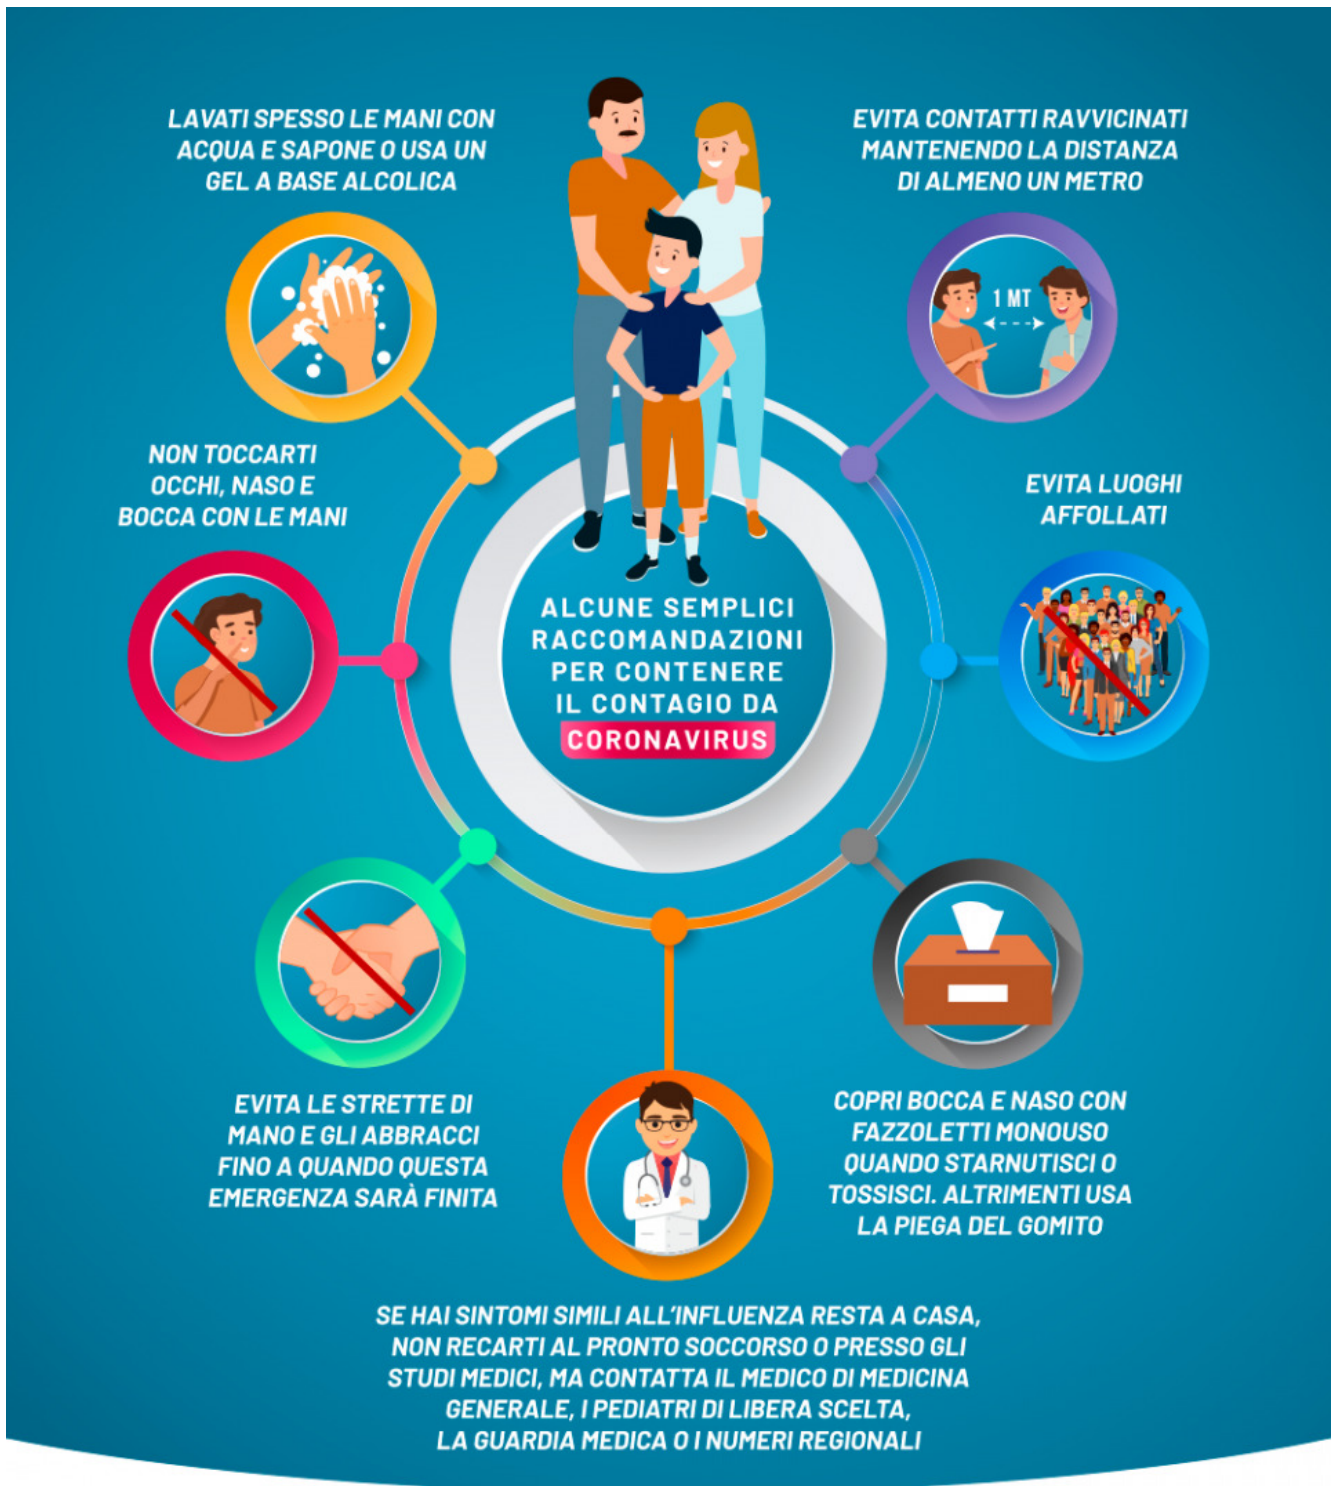 LAVATI SPESSO LE MANI CON
ACQUA E SAPONE O USA UN
GEL A BASE ALCOLICA
EVITA CONTATTI RAVVICINATI
MANTENENDO LA DISTANZA
DI ALMENO UN METRO
1 MT
NON TOCCARTI
OCCHI, NASO E
BOCCA CON LE MANI
EVITA LUOGHI
AFFOLLATI
ALCUNE SEMPLICI
RACCOMANDAZIONI
PER CONTENERE
IL CONTAGIO DA
CORONAVIRUS
EVITA LE STRETTE DI
MANO E GLI ABBRACCI
FINO A QUANDO QUESTA
EMERGENZA SARÀ FINITA
COPRI BOCCA E NASO CON
FAZZOLETTI MONOUSO
QUANDO STARNUTISCI O
TOSSISCI. ALTRIMENTI USA
LA PIEGA DEL GOMITO
SE HAI SINTOMI SIMILI ALL'INFLUENZA RESTA A CASA,
NON RECARTI AL PRONTO SOCCORSO O PRESSO GLI
STUDI MEDICI, MA CONTATTA IL MEDICO DI MEDICINA
GENERALE, I PEDIATRI DI LIBERA SCELTA,
LA GUARDIA MEDICA O I NUMERI REGIONALI